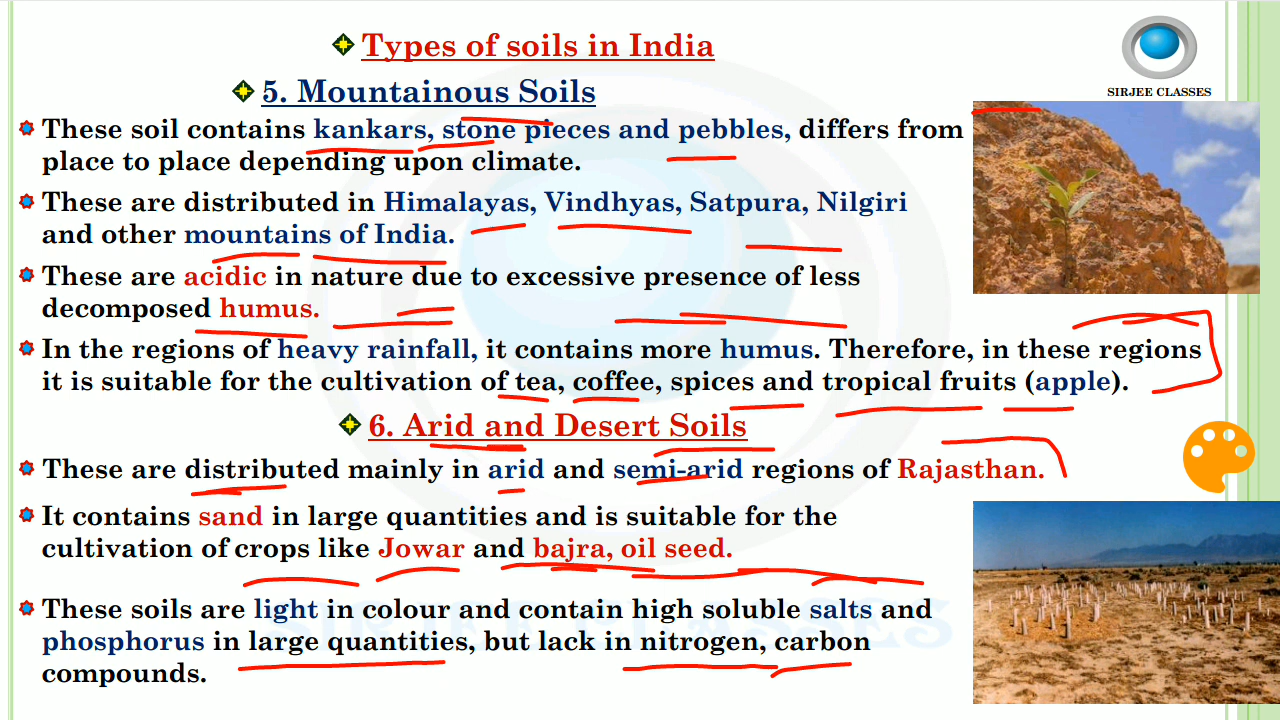 Types of soils in India
5. Mountainous Soils
SIRJEE CLASSES
These soil contains kankars, stone pieces and pebbles, differs from
place to place depending upon climate.
These are distributed in Himalayas, Vindhyas, Satpura, Nilgiri
and other mountains of India.
These are acidic in nature due to excessive presence of less
decomposed humus.
In the regions of heavy rainfall, it contains more humus. Therefore, in these regions
it is suitable for the cultivation of tea, coffee, spices and tropical fruits (apple).
6. Arid and Desert Soils
These are distributed mainly in arid and semi-arid regions of Rajasthan.
It contains sand in large quantities and is suitable for the
cultivation of crops like Jowar and bajra, oil seed.
These soils are light in colour and contain high soluble salts and
phosphorus in large quantities, but lack in nitrogen, carbon
compounds.
SIRJEE CLASSES